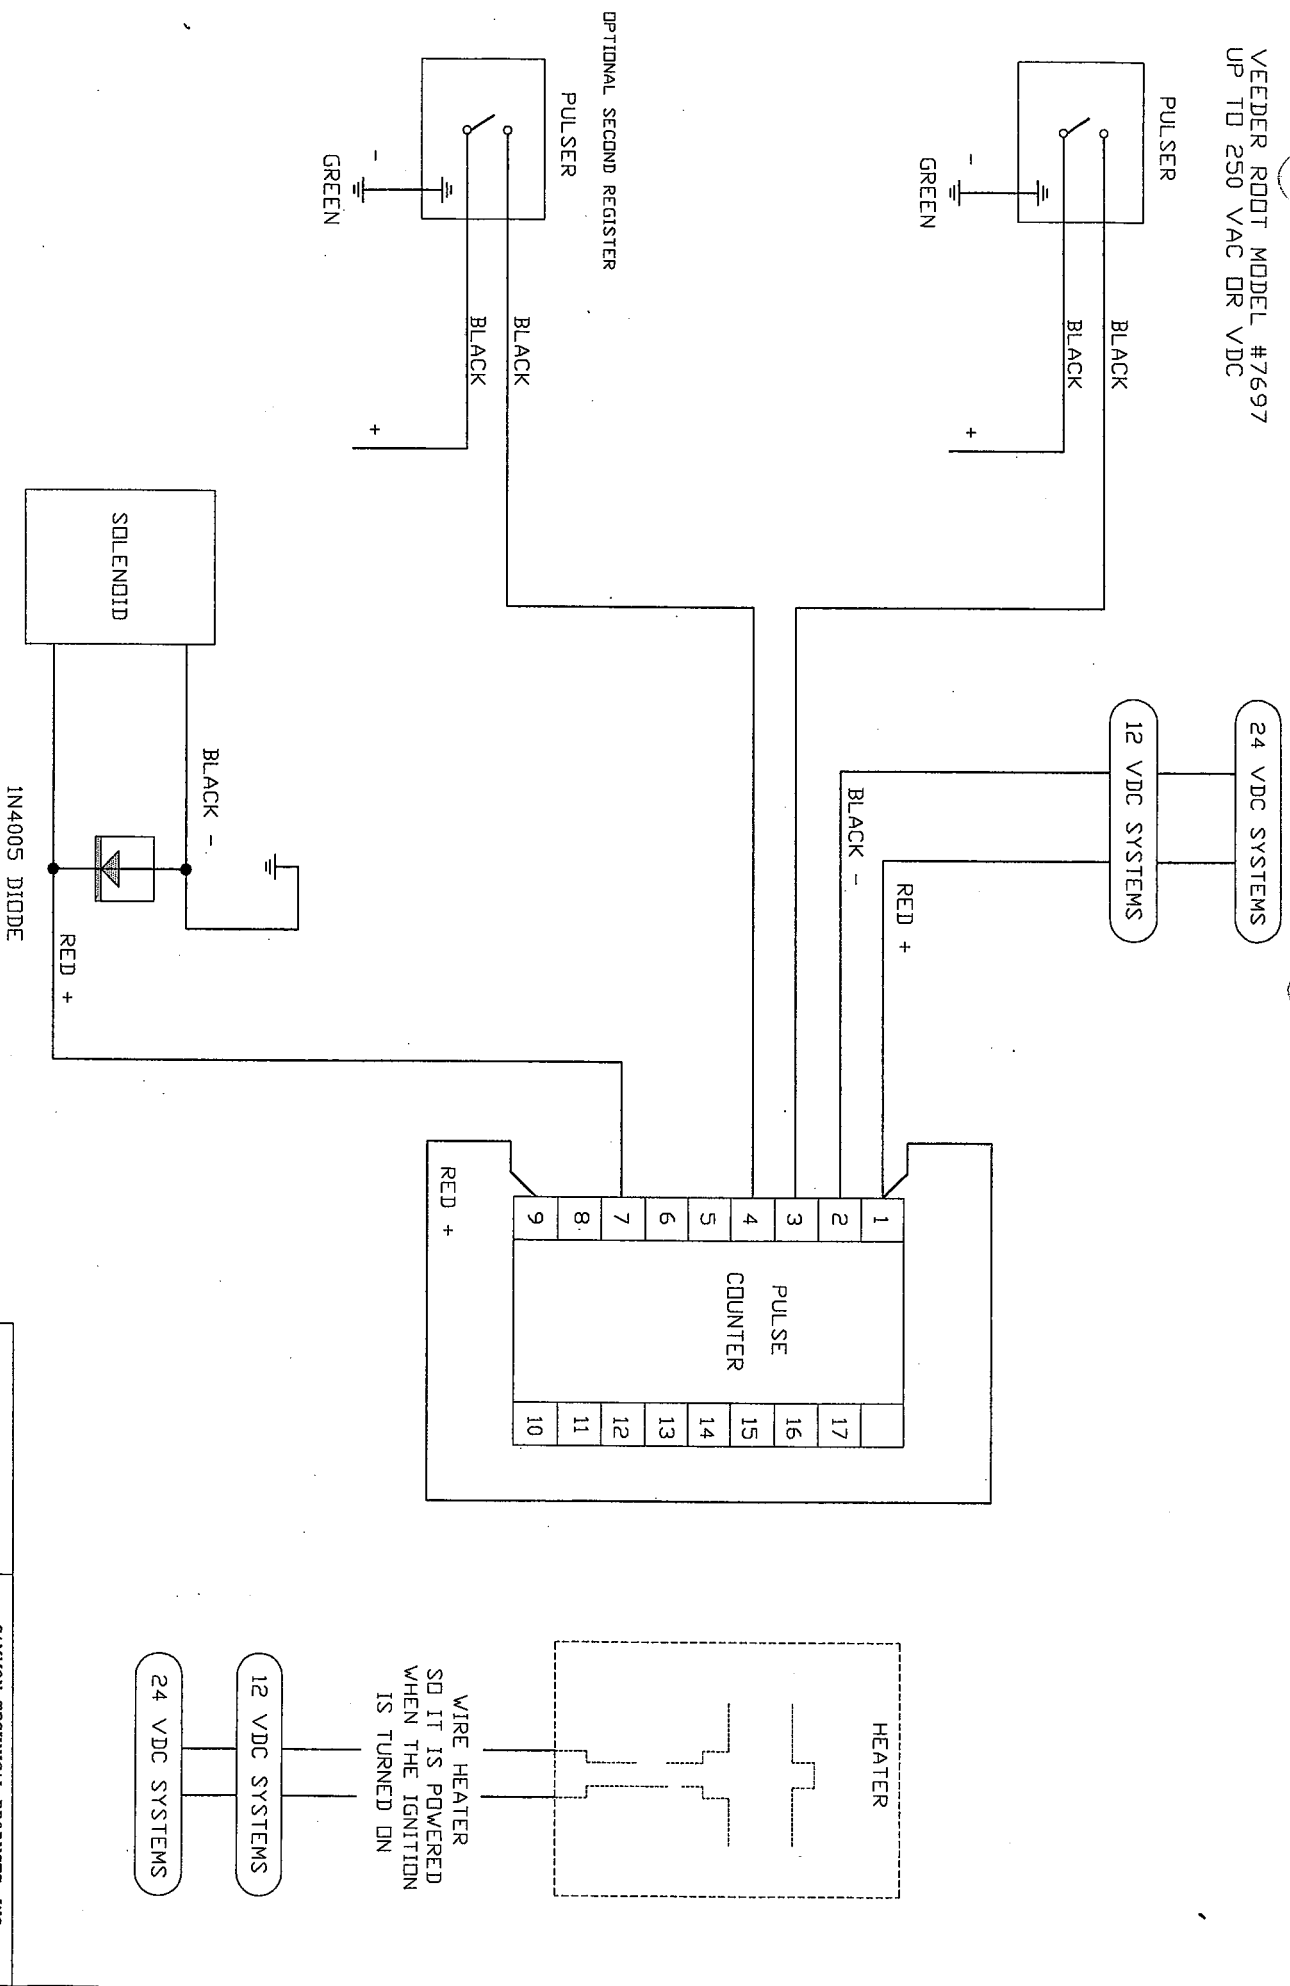 VEEDER ROOT MODEL #7697
UP TO 250 VAC OR VDC
PULSER
BLACK
BLACK
-
GREEN
+
OPTIONAL SECOND REGISTER
PULSER
BLACK
BLACK
-
GREEN
+
24 VDC SYSTEMS
12 VDC SYSTEMS
RED +
BLACK -
SOLENOID
BLACK -
RED +
1N4005 DIODE
1
2
3
4
5
6
7
8
9
PULSE
COUNTER
17
16
15
14
13
12
11
10
RED +
HEATER
WIRE HEATER
SO IT IS POWERED
WHEN THE IGNITION
IS TURNED ON
12 VDC SYSTEMS
24 VDC SYSTEMS